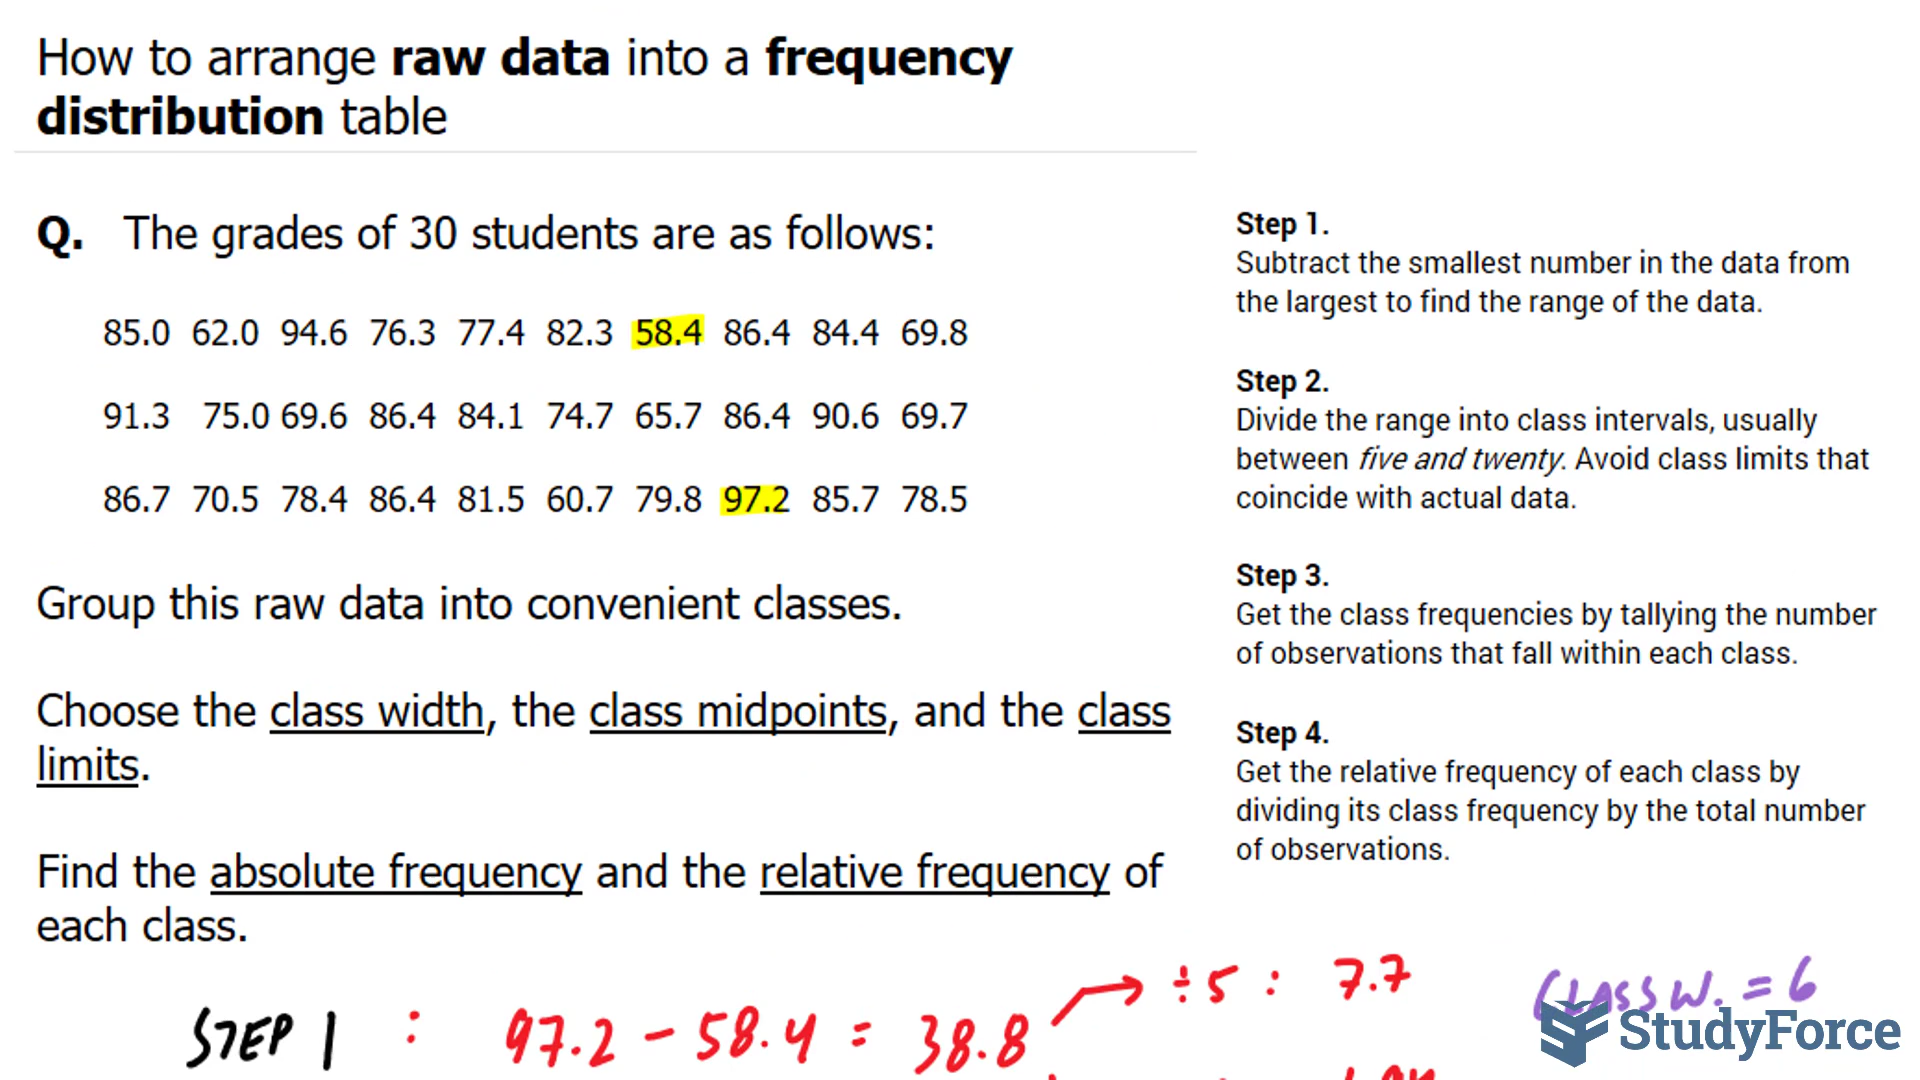 How to arrange raw data into a frequency
distribution table
Q. The grades of 30 students are as follows:
85.0 62.0 94.6 76.3 77.4 82.3 58.4 86.4 84.4 69.8
91.3 75.0 69.6 86.4 84.1 74.7 65.7 86.4 90.6 69.7
86.7 70.5 78.4 86.4 81.5 60.7 79.8 97.2 85.7 78.5
Group this raw data into convenient classes.
Choose the class width, the class midpoints, and the class
limits.
Find the absolute frequency and the relative frequency of
each class.
Step 1.
Subtract the smallest number in the data from
the largest to find the range of the data.
Step 2.
Divide the range into class intervals, usually
between five and twenty. Avoid class limits that
coincide with actual data.
Step 3.
Get the class frequencies by tallying the number
of observations that fall within each class.
Step 4.
Get the relative frequency of each class by
dividing its class frequency by the total number
of observations.
STEP 1 : 97.2 - 58.4 = 38.8
÷5 : 7.7
CLASS W. = 6
StudyForce